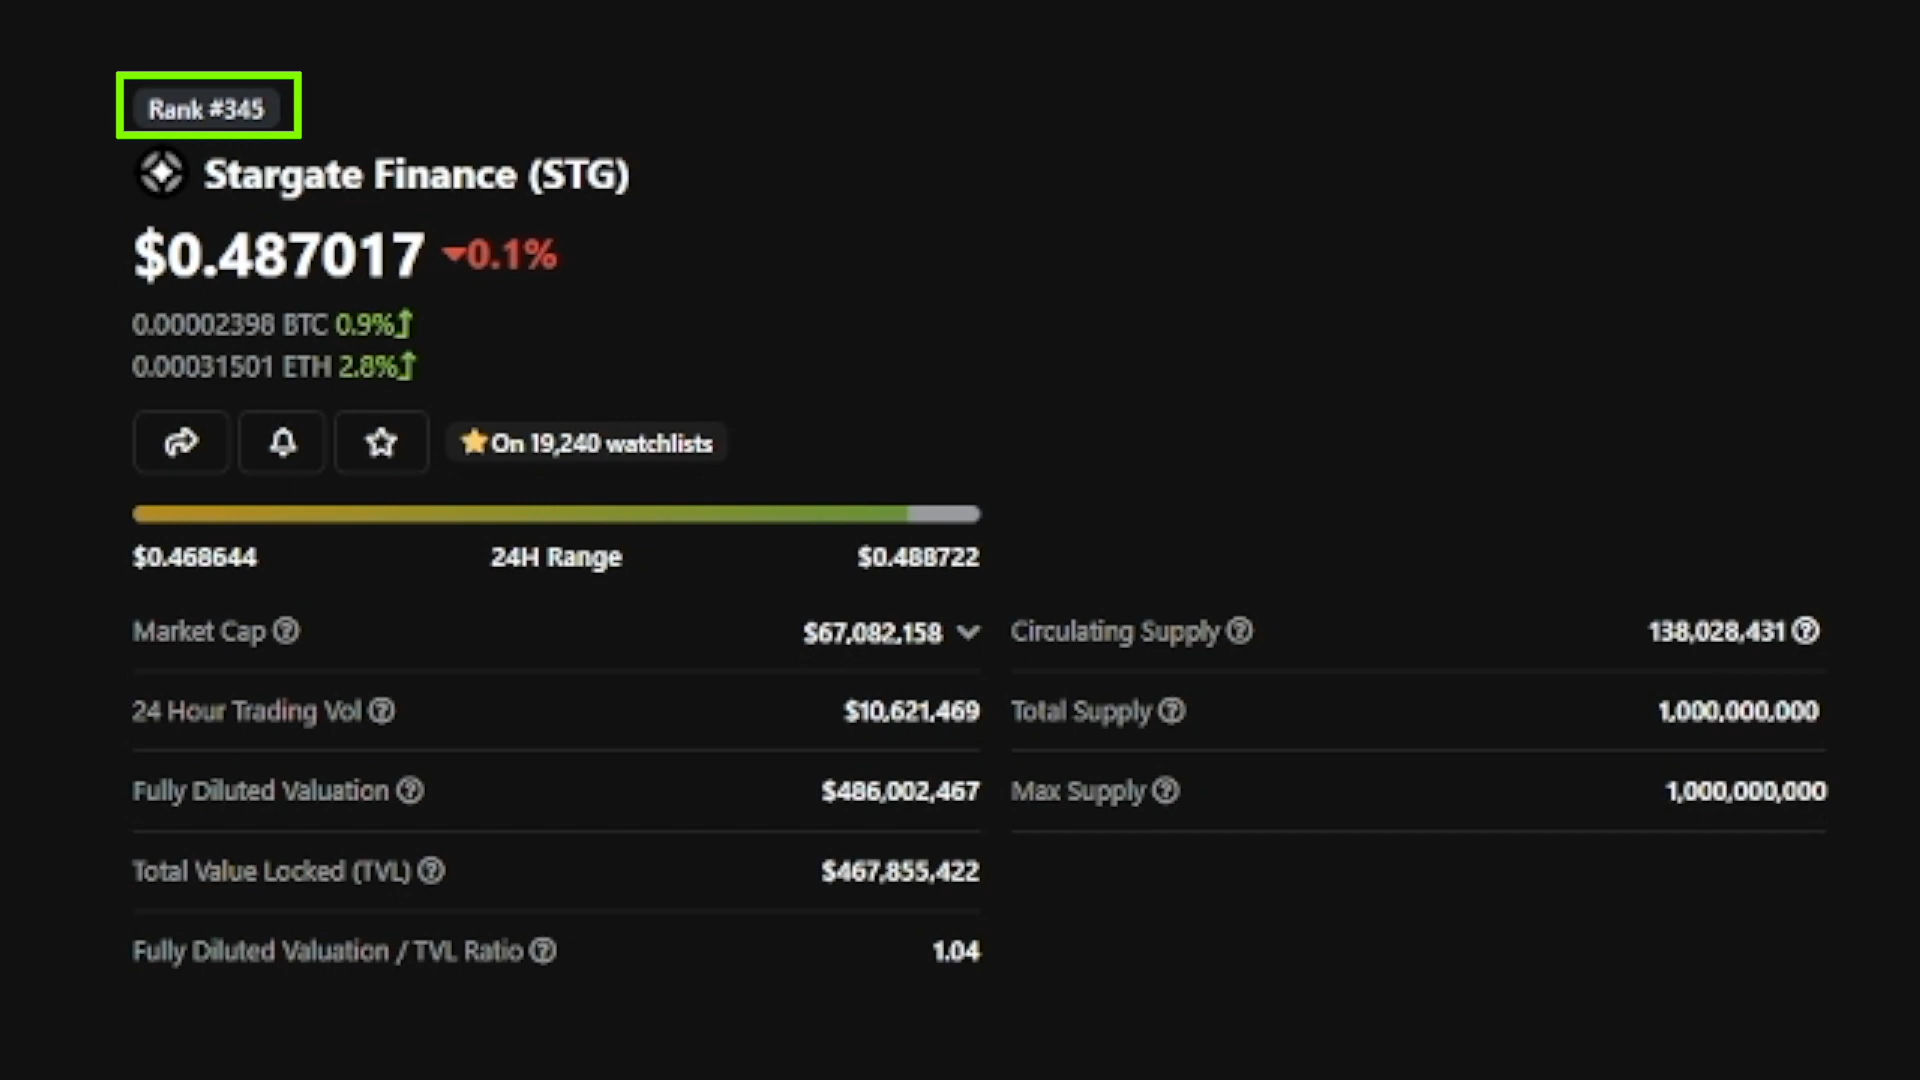 Rank #345
Stargate Finance (STG)
$0.487017 0.1%
0.00002398 BTC 0.9%
0.00031501 ETH 2.8%
On 19,240 watchlists
$0.468644 24H Range $0.488722
Market Cap $67,082,158
24 Hour Trading Vol $10,621,469
Fully Diluted Valuation $486,002,467
Total Value Locked (TVL) $467,855,422
Fully Diluted Valuation / TVL Ratio 1.04
Circulating Supply 138,028,431
Total Supply 1,000,000,000
Max Supply 1,000,000,000